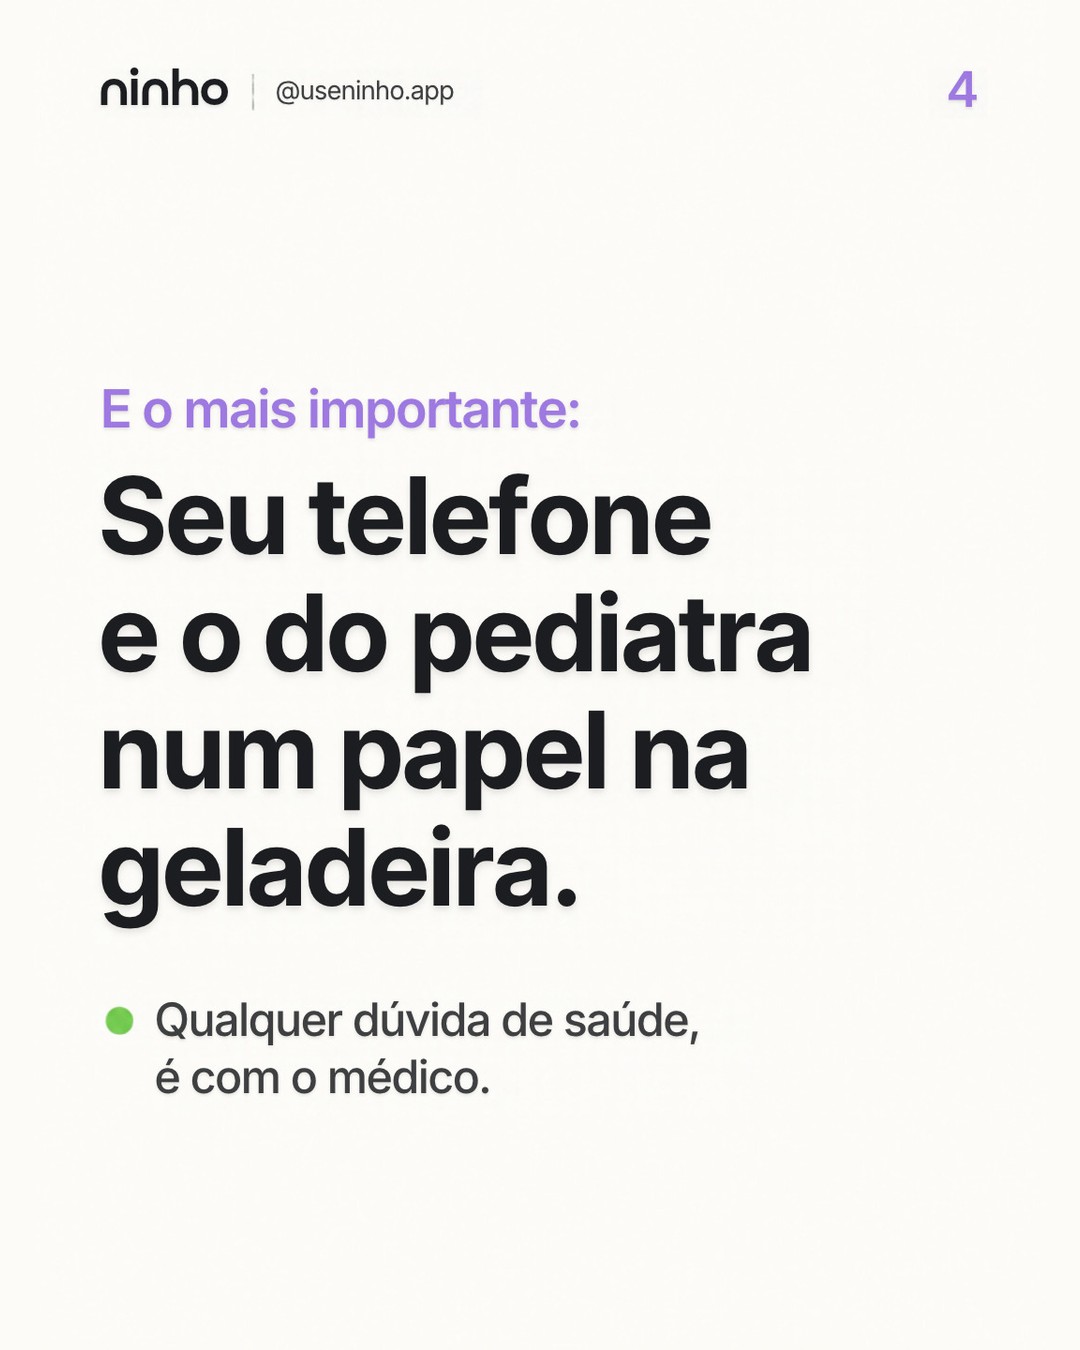 ninho | @useninho.app
4
E o mais importante:
Seu telefone
e o do pediatra
num papel na
geladeira.
Qualquer dúvida de saúde,
é com o médico.